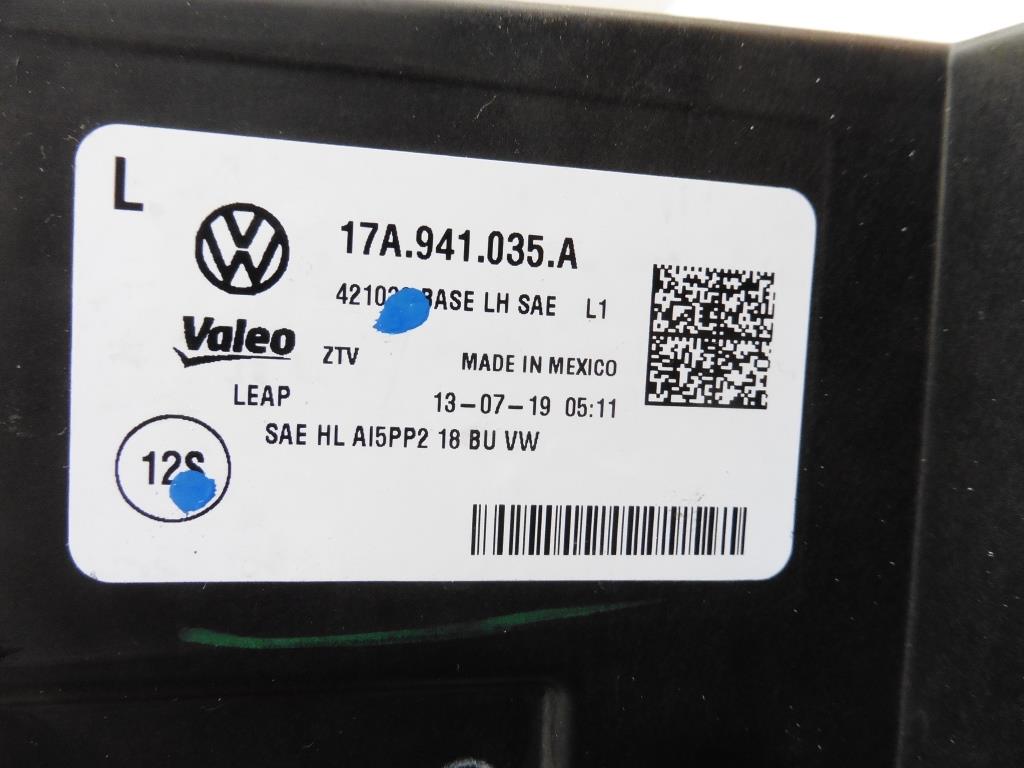 L
17A.941.035.A
BASE LH SAE L1
Valeo
ZTV
MADE IN MEXICO
LEAP
13-07-19 05:11
SAE HL AI5PP2 18 BU VW
12S